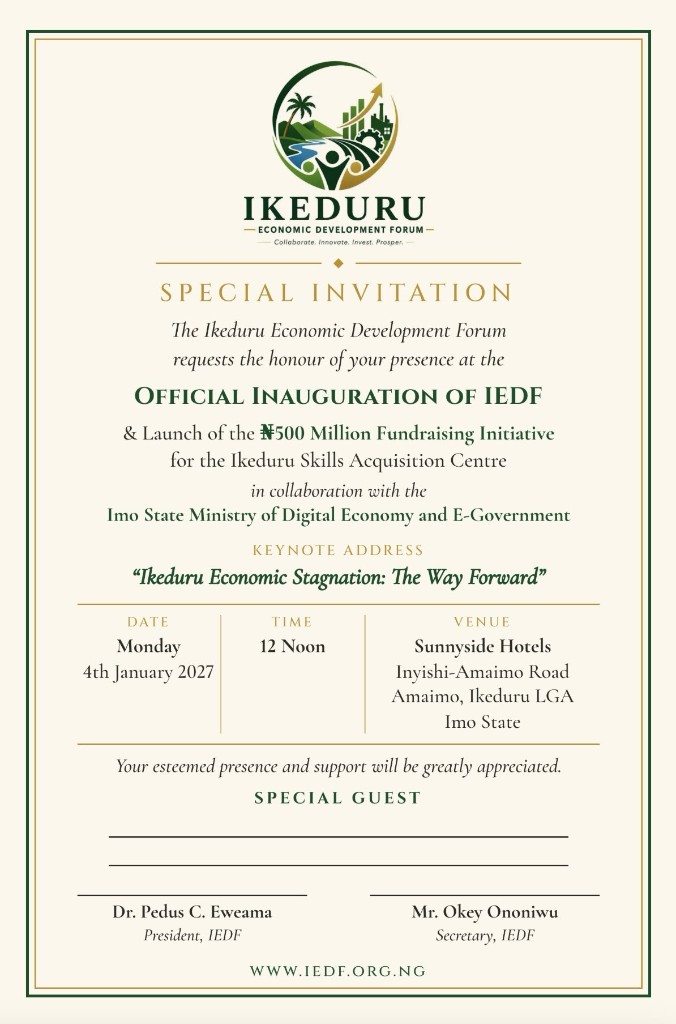 IKEDURU
ECONOMIC DEVELOPMENT FORUM
Collaborate. Innovate. Invest. Prosper.
SPECIAL INVITATION
The Ikeduru Economic Development Forum
requests the honour of your presence at the
Official Inauguration of IEDF
& Launch of the ₦500 Million Fundraising Initiative
for the Ikeduru Skills Acquisition Centre
in collaboration with the
Imo State Ministry of Digital Economy and E-Government
KEYNOTE ADDRESS
“Ikeduru Economic Stagnation: The Way Forward”
DATE
Monday
4th January 2027
TIME
12 Noon
VENUE
Sunnyside Hotels
Inyishi-Amaimo Road
Amaimo, Ikeduru LGA
Imo State
Your esteemed presence and support will be greatly appreciated.
SPECIAL GUEST
Dr. Pedus C. Eweama
President, IEDF
Mr. Okey Ononiwu
Secretary, IEDF
WWW.IEDF.ORG.NG